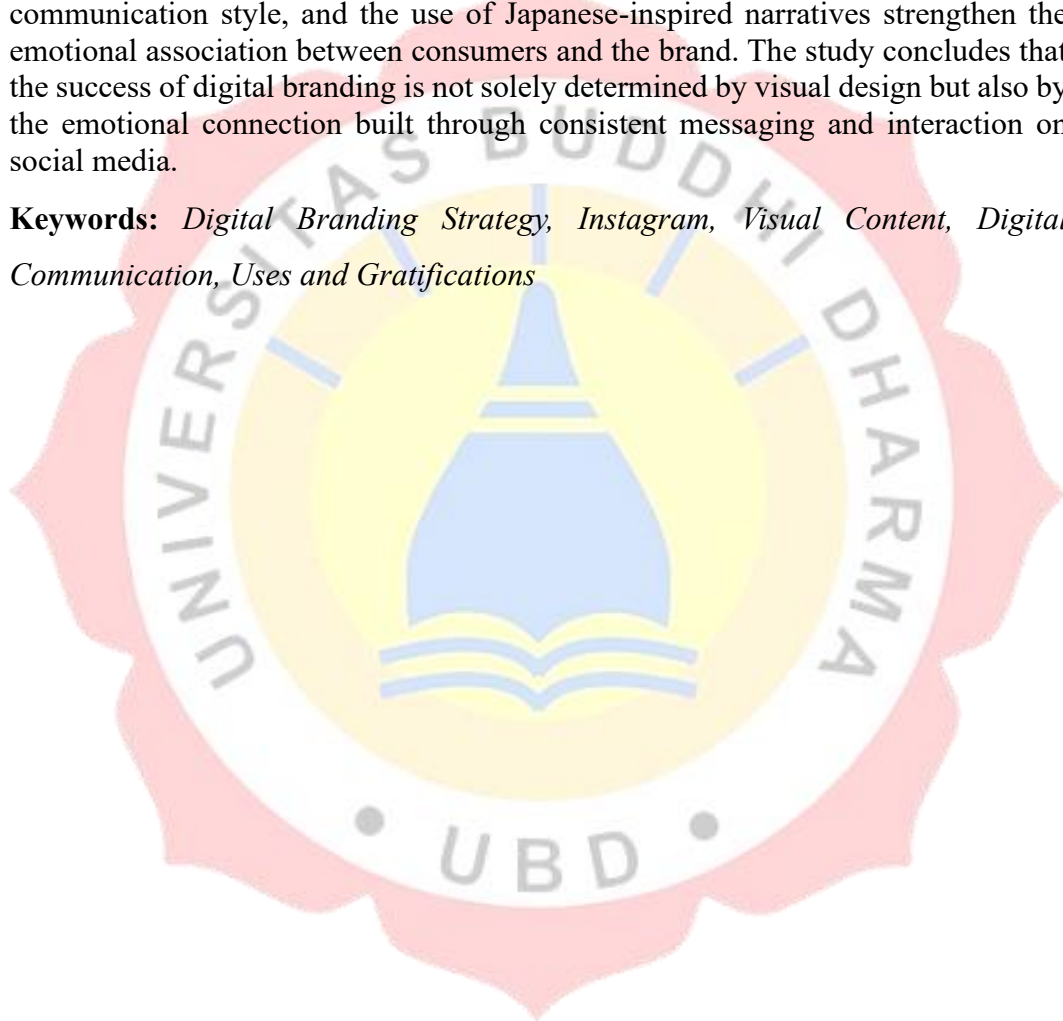 communication style, and the use of Japanese-inspired narratives strengthen the
emotional association between consumers and the brand. The study concludes that
the success of digital branding is not solely determined by visual design but also by
the emotional connection built through consistent messaging and interaction on
social media.
Keywords: Digital Branding Strategy, Instagram, Visual Content, Digital
Communication, Uses and Gratifications
UNIVERSITAS BUDDHI DHARMA
• UBD •